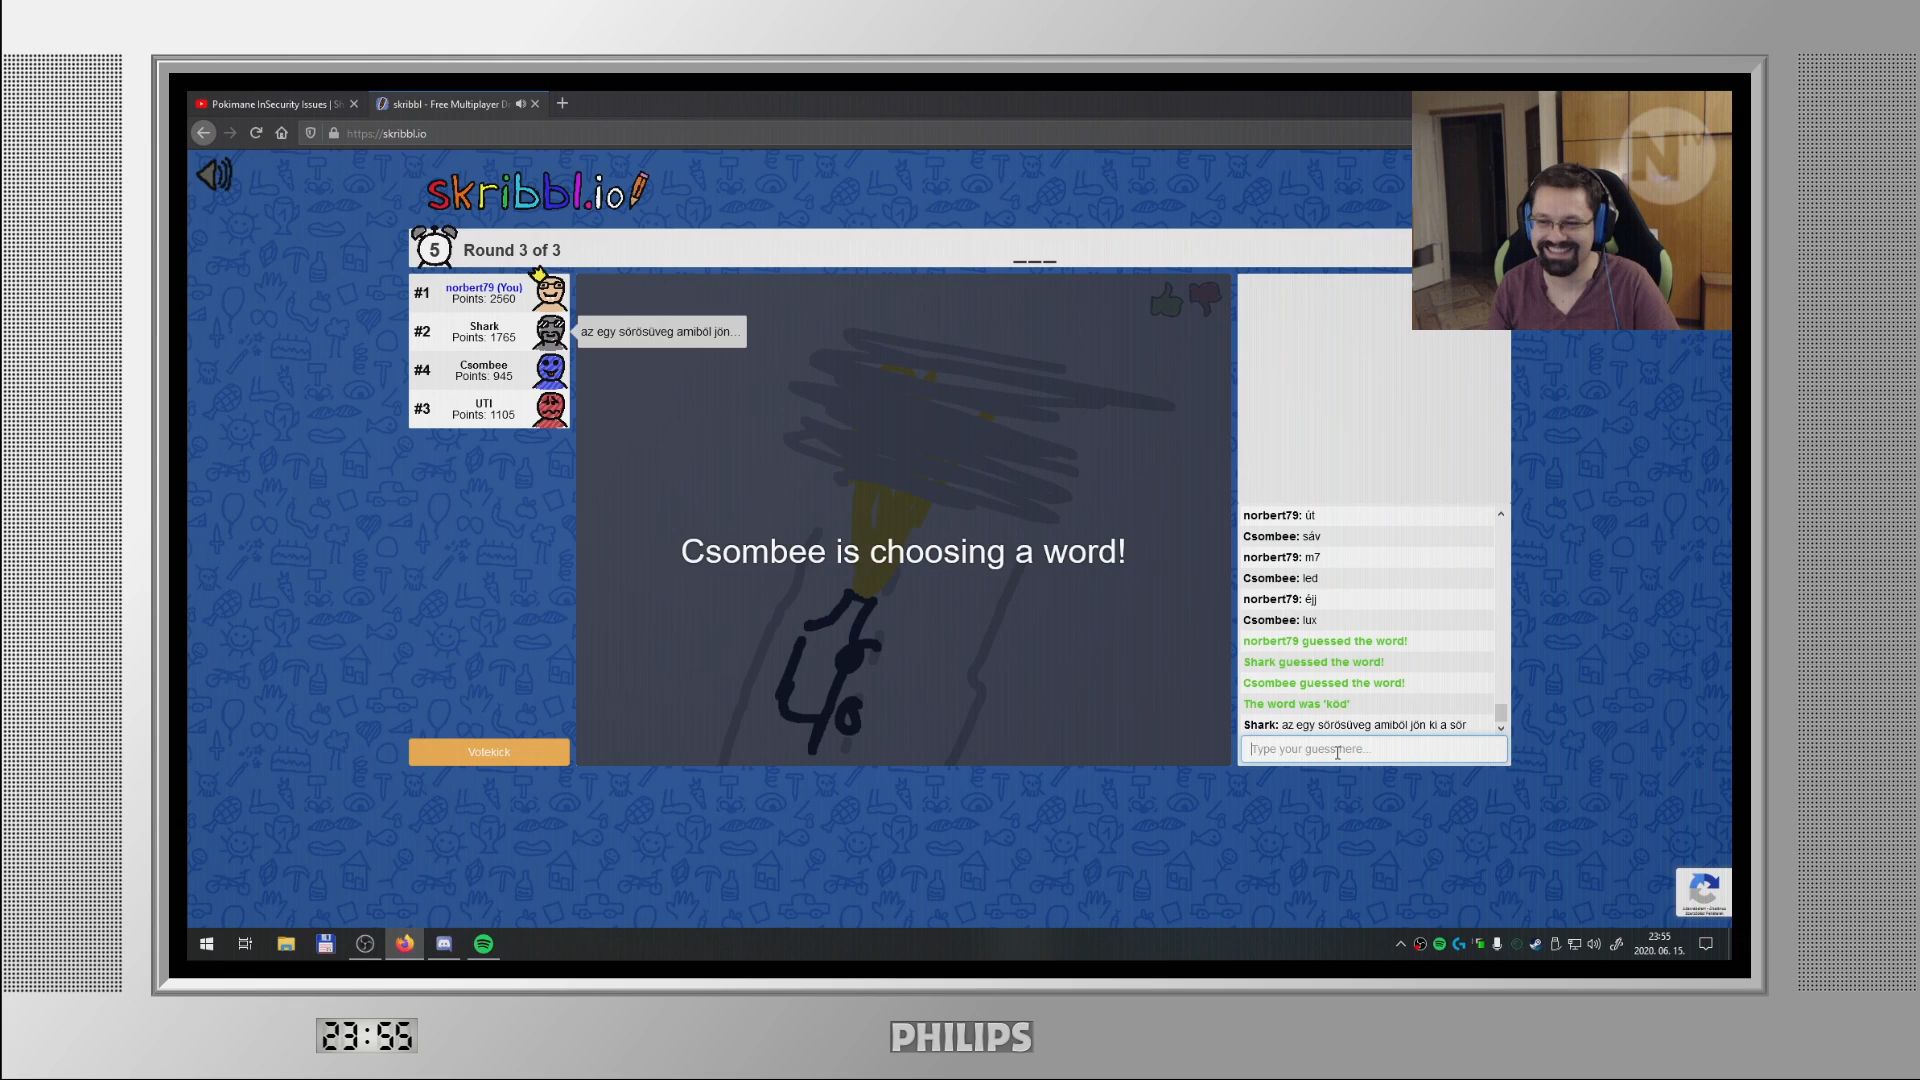 Pokimane InSecurity Issues | Sh
skribbl - Free Multiplayer Dr
https://skribbl.io
N TV
skribbl.io
5
Round 3 of 3
___
#1
norbert79 (You)
Points: 2560
#2
Shark
Points: 1765
az egy sörösüveg amiből jön...
#4
Csombee
Points: 945
#3
UTI
Points: 1105
Csombee is choosing a word!
norbert79: út
Csombee: sáv
norbert79: m7
Csombee: led
norbert79: éjj
Csombee: lux
norbert79 guessed the word!
Shark guessed the word!
Csombee guessed the word!
The word was 'köd'
Shark: az egy sörösüveg amiből jön ki a sör
Type your guess here...
Votekick
23:55
2020. 06. 15.
23:55
PHILIPS